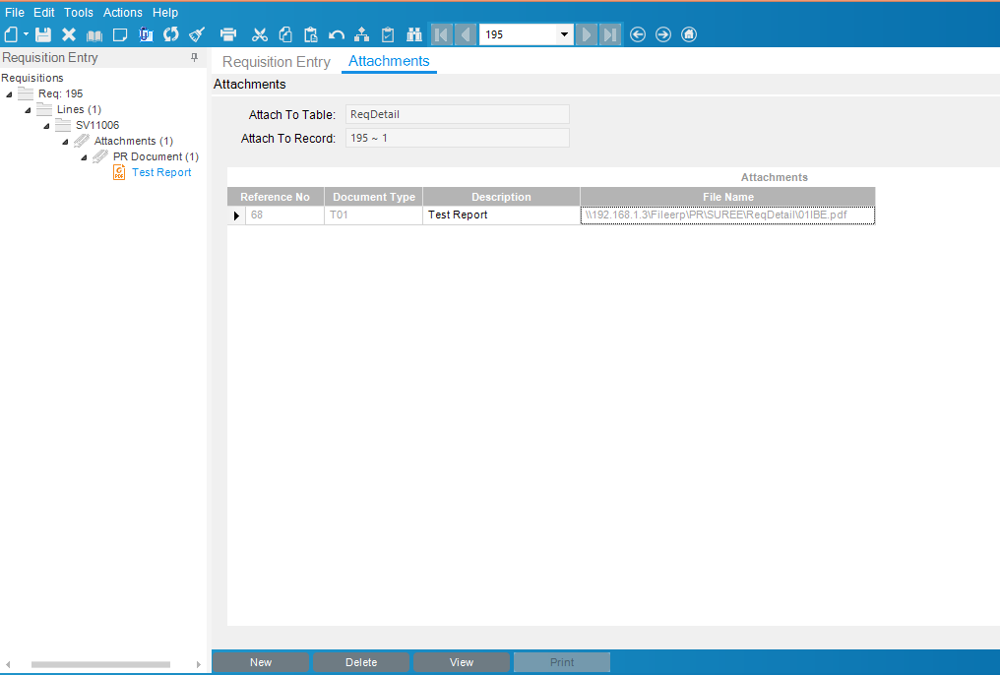 File Edit Tools Actions Help
195
Requisition Entry
Requisitions
Req: 195
Lines (1)
SV11006
Attachments (1)
PR Document (1)
Test Report
Requisition Entry Attachments
Attachments
Attach To Table: ReqDetail
Attach To Record: 195 ~ 1
Attachments
Reference No Document Type Description File Name
68 T01 Test Report \\192.168.1.3\Fileerp\PR\SUREE\ReqDetail\01IBE.pdf
New Delete View Print